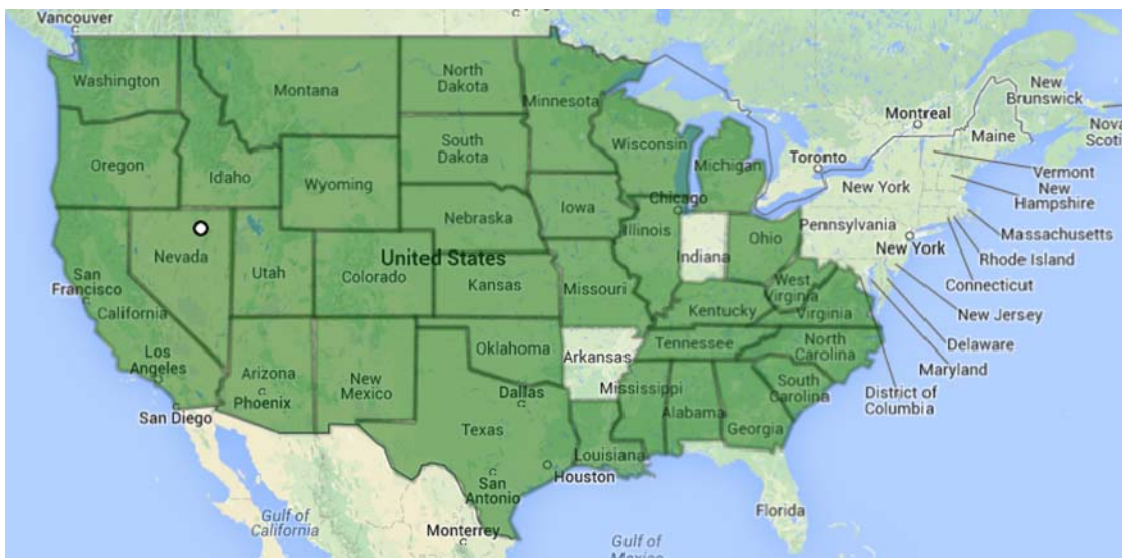 Vancouver
Washington
Montana
North
Dakota
Minnesota
Oregon
Idaho
Wyoming
South
Dakota
Wisconsin
Michigan
Toronto
Montreal
New
Brunswick
Maine
Nova
Scoti
Vermont
New
Hampshire
New York
Massachusetts
Rhode Island
Connecticut
New Jersey
Delaware
Maryland
District of
Columbia
Pennsylvania
New York
Chicago
Nebraska
Iowa
Illinois
Indiana
Ohio
Nevada
Utah
Colorado
United States
Kansas
Missouri
West
Virginia
Virginia
Kentucky
San
Francisco
California
Los
Angeles
San Diego
Arizona
Phoenix
New
Mexico
Oklahoma
Arkansas
Tennessee
North
Carolina
South
Carolina
Mississippi
Alabama
Georgia
Dallas
Texas
Louisiana
Houston
San
Antonio
Florida
Gulf of
California
Monterrey
Gulf of